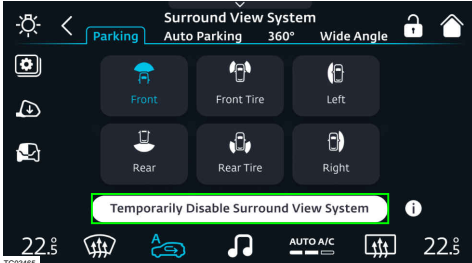 Surround View System
Parking Auto Parking 360° Wide Angle
Front Front Tire Left
Rear Rear Tire Right
Temporarily Disable Surround View System
22.5 A AUTO A/C 22.5